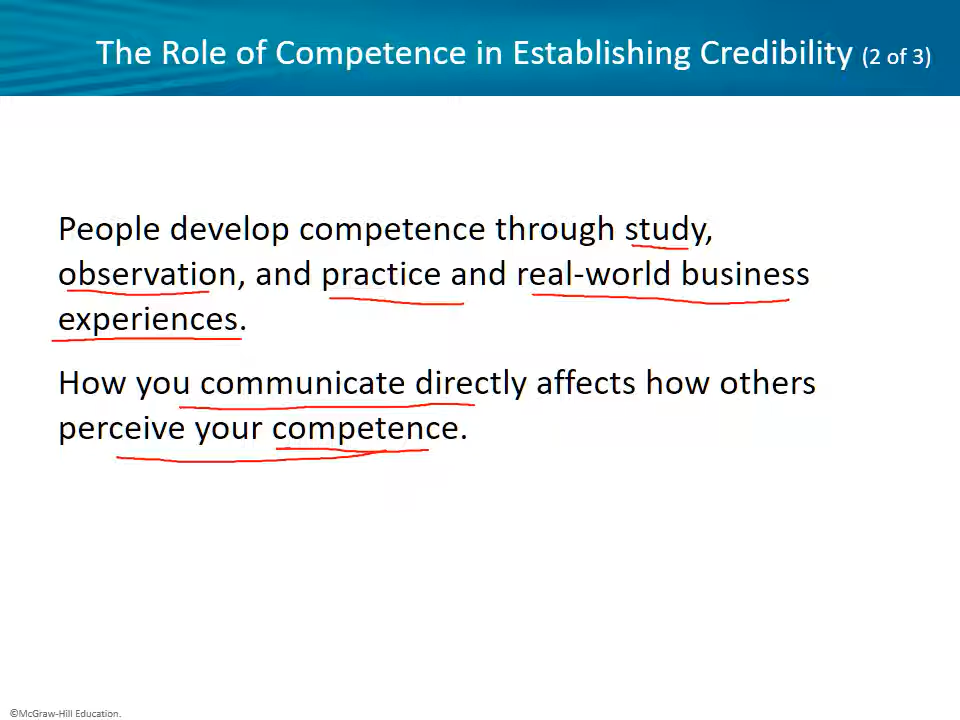 The Role of Competence in Establishing Credibility (2 of 3)
People develop competence through study,
observation, and practice and real-world business
experiences.
How you communicate directly affects how others
perceive your competence.
©McGraw-Hill Education.